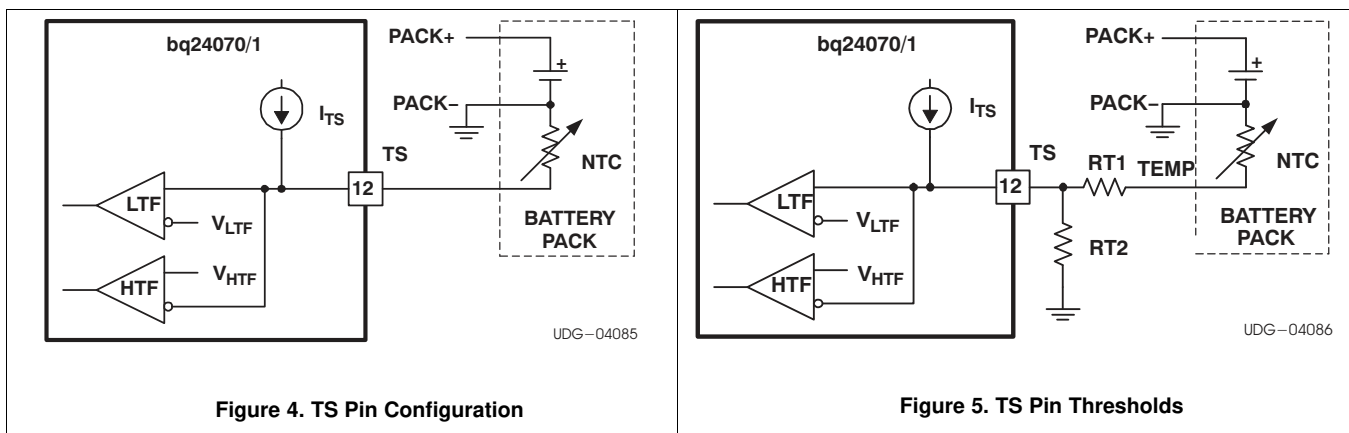 bq24070/1
PACK+
+
PACK−
I_TS
TS
NTC
12
LTF
V_LTF
BATTERY
PACK
HTF
V_HTF
UDG−04085
Figure 4. TS Pin Configuration
bq24070/1
PACK+
+
PACK−
I_TS
TS
RT1
TEMP
NTC
12
LTF
V_LTF
BATTERY
PACK
RT2
HTF
V_HTF
UDG−04086
Figure 5. TS Pin Thresholds